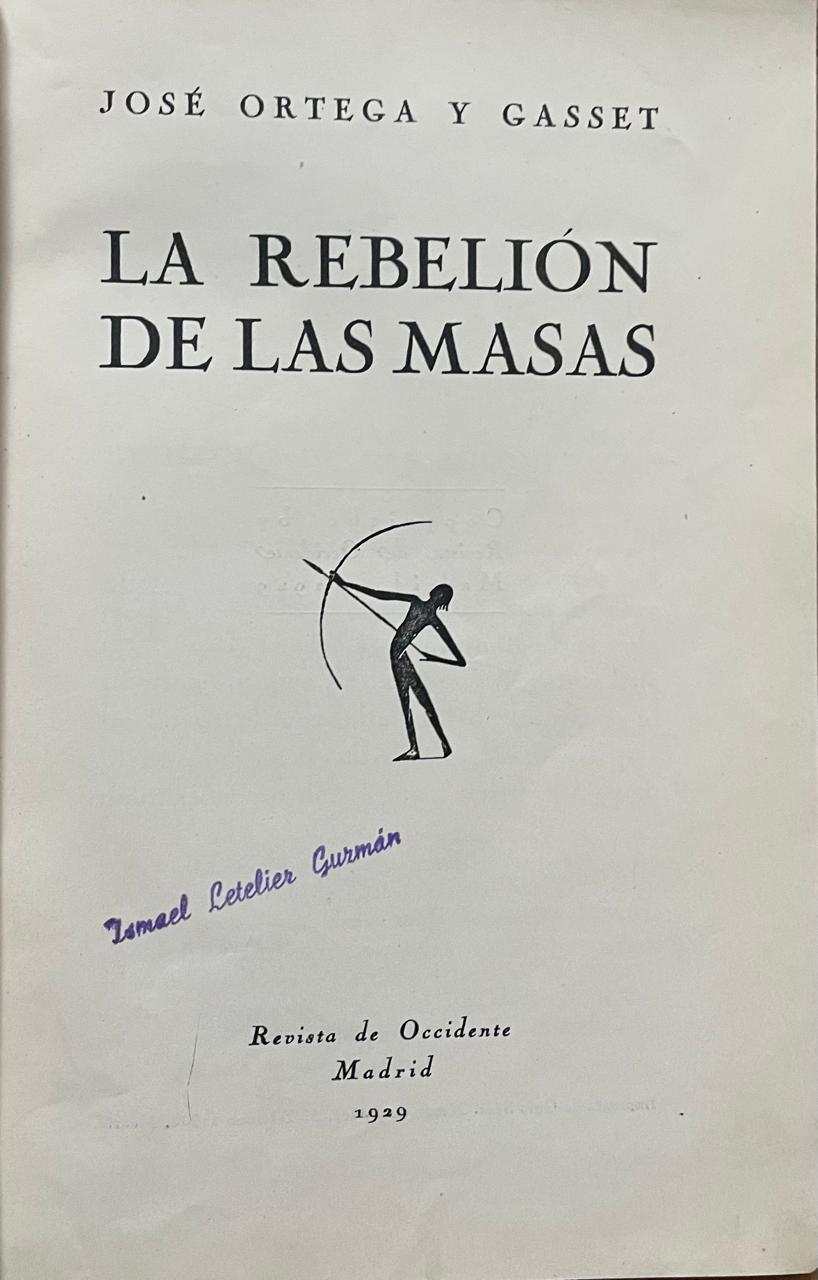 JOSÉ ORTEGA Y GASSET
LA REBELIÓN
DE LAS MASAS
Ismael Letelier Guzmán
Revista de Occidente
Madrid
1929